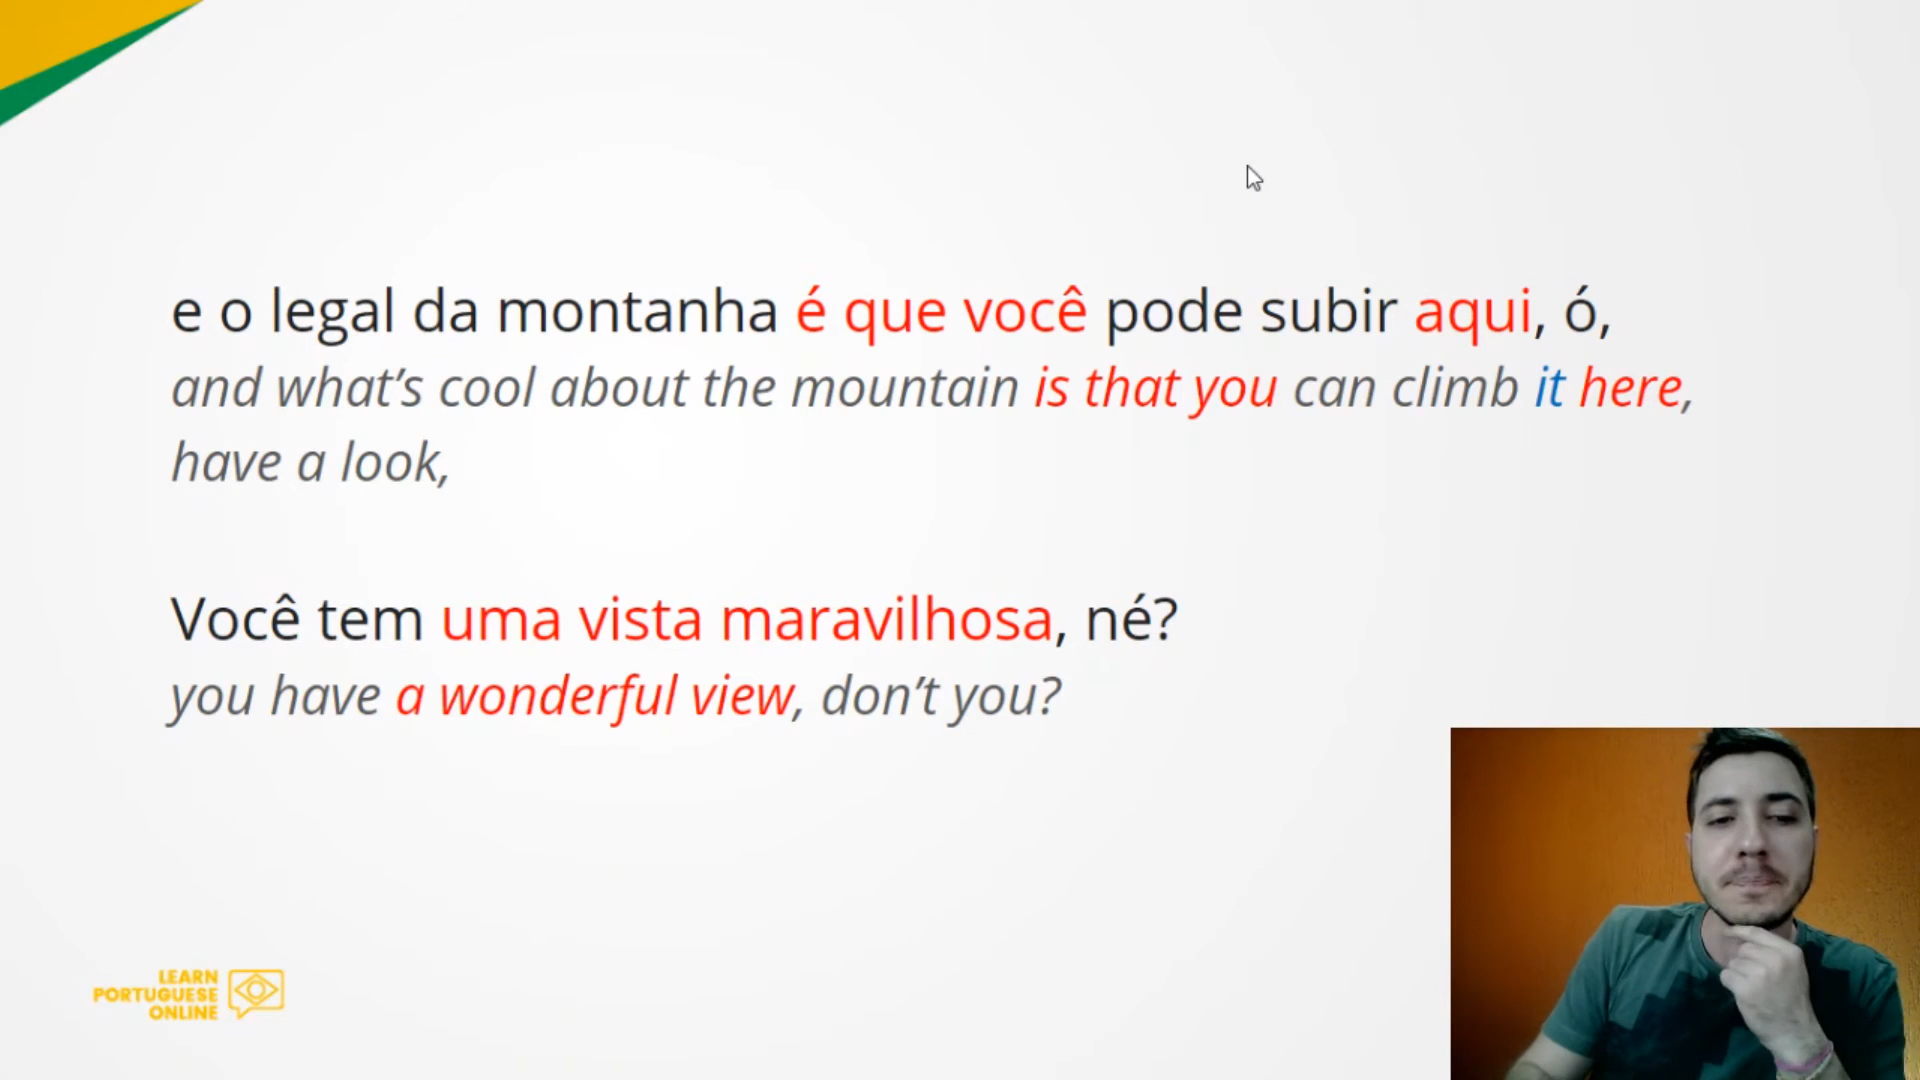 e o legal da montanha é que você pode subir aqui, ó,
and what’s cool about the mountain is that you can climb it here,
have a look,
Você tem uma vista maravilhosa, né?
you have a wonderful view, don’t you?
LEARN
PORTUGUESE
ONLINE